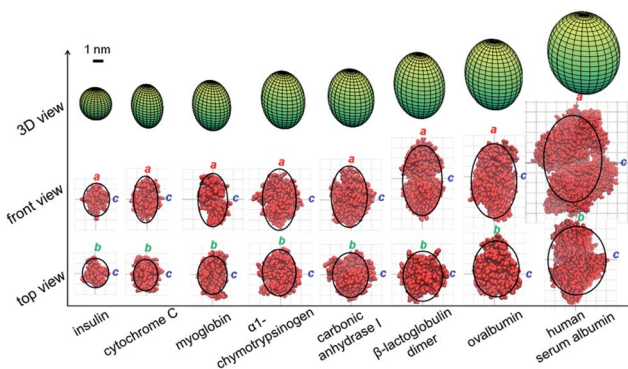 1 nm
3D view
front view
top view
a
a
a
a
a
a
a
a
c
c
c
c
c
c
c
c
b
b
b
b
b
b
b
b
c
c
c
c
c
c
c
c
insulin
cytochrome C
myoglobin
α1-
chymotrypsinogen
carbonic
anhydrase I
β-lactoglobulin
dimer
ovalbumin
human
serum albumin